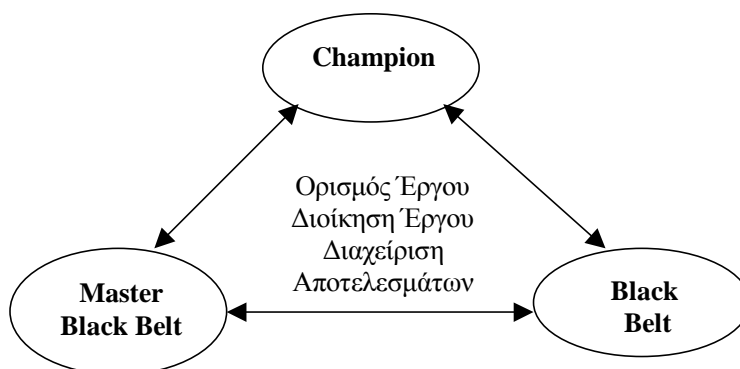 Champion
Ορισμός Έργου
Διοίκηση Έργου
Διαχείριση
Αποτελεσμάτων
Master
Black Belt
Black
Belt